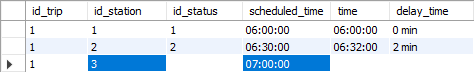 id_trip id_station id_status scheduled_time time delay_time
1 1 1 06:00:00 06:00:00 0 min
1 2 2 06:30:00 06:32:00 2 min
1 3 07:00:00